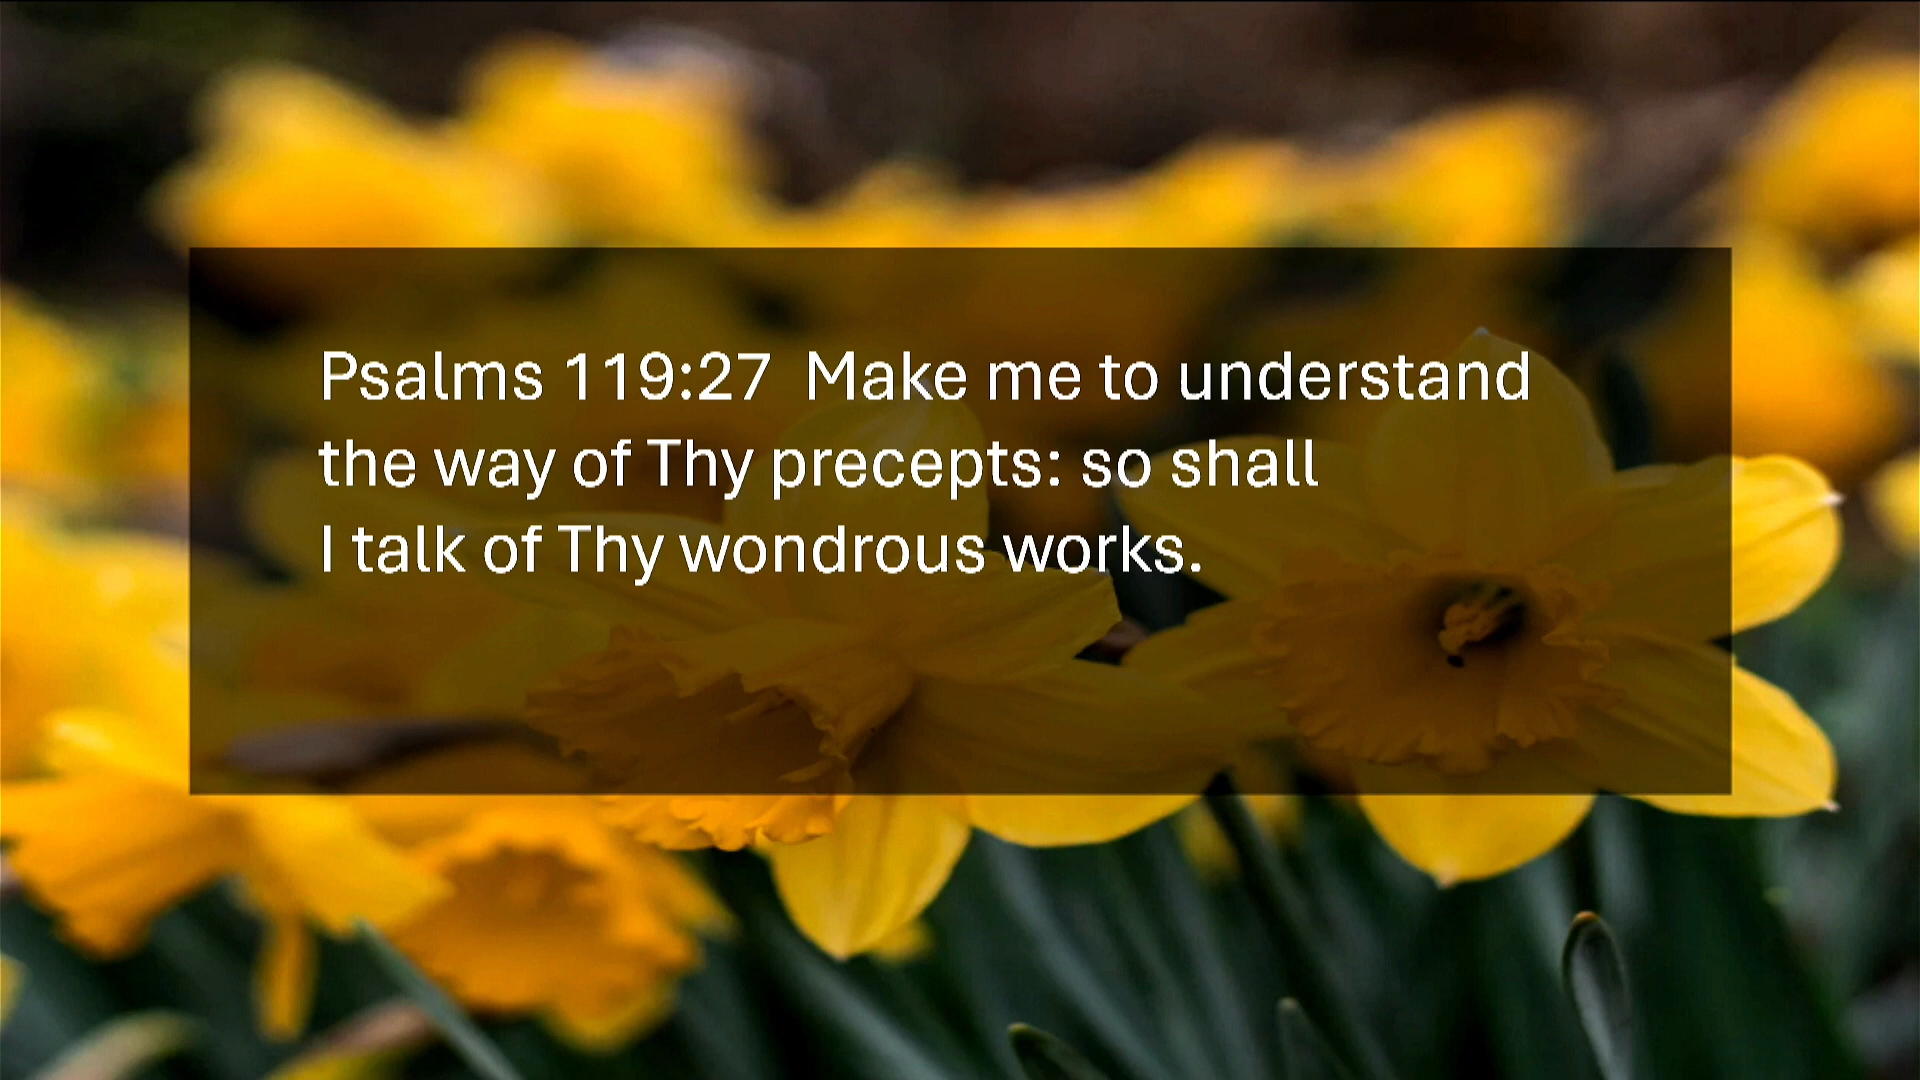 Psalms 119:27  Make me to understand
the way of Thy precepts: so shall
I talk of Thy wondrous works.